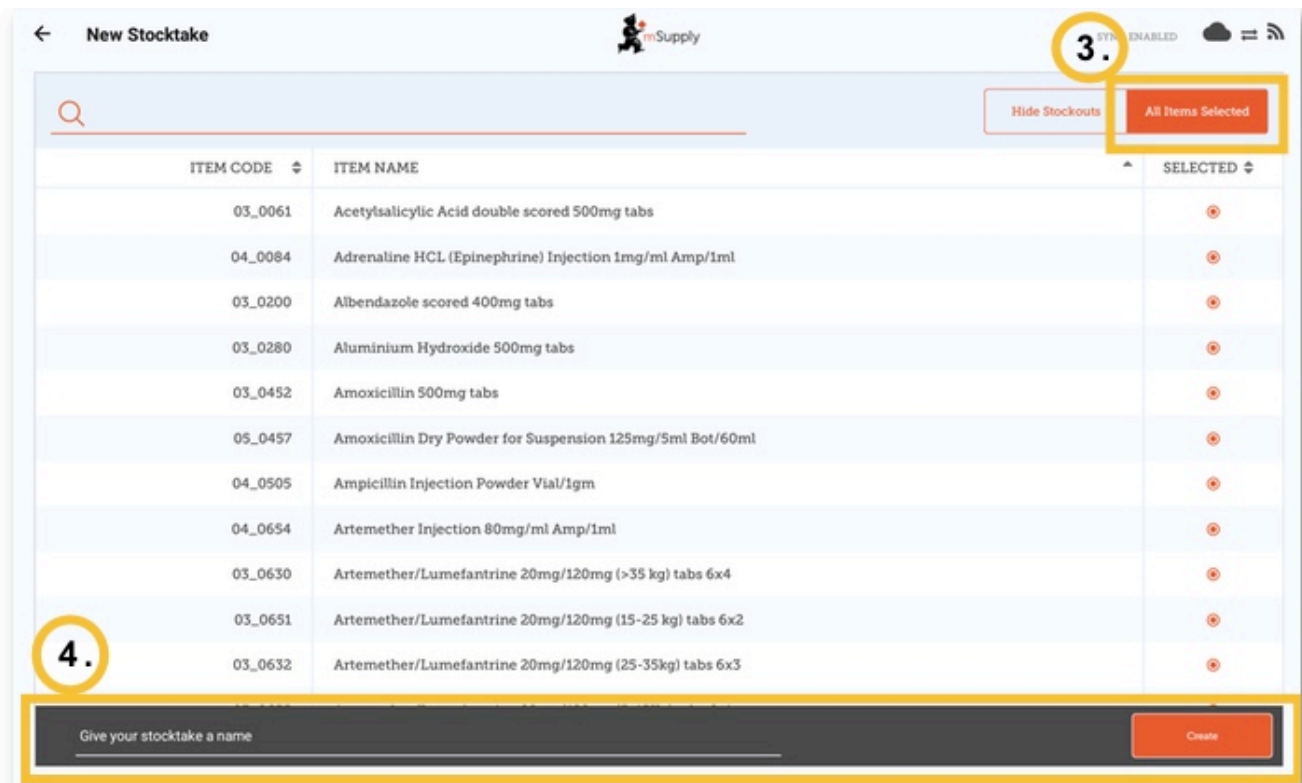 New Stocktake
mSupply
SYNC ENABLED
3.
Hide Stockouts
All Items Selected
ITEM CODE ITEM NAME SELECTED
03_0061 Acetylsalicylic Acid double scored 500mg tabs
04_0084 Adrenaline HCL (Epinephrine) Injection 1mg/ml Amp/1ml
03_0200 Albendazole scored 400mg tabs
03_0280 Aluminium Hydroxide 500mg tabs
03_0452 Amoxicillin 500mg tabs
05_0457 Amoxicillin Dry Powder for Suspension 125mg/5ml Bot/60ml
04_0505 Ampicillin Injection Powder Vial/1gm
04_0654 Artemether Injection 80mg/ml Amp/1ml
03_0630 Artemether/Lumefantrine 20mg/120mg (>35 kg) tabs 6x4
03_0651 Artemether/Lumefantrine 20mg/120mg (15-25 kg) tabs 6x2
03_0632 Artemether/Lumefantrine 20mg/120mg (25-35kg) tabs 6x3
4.
Give your stocktake a name
Create